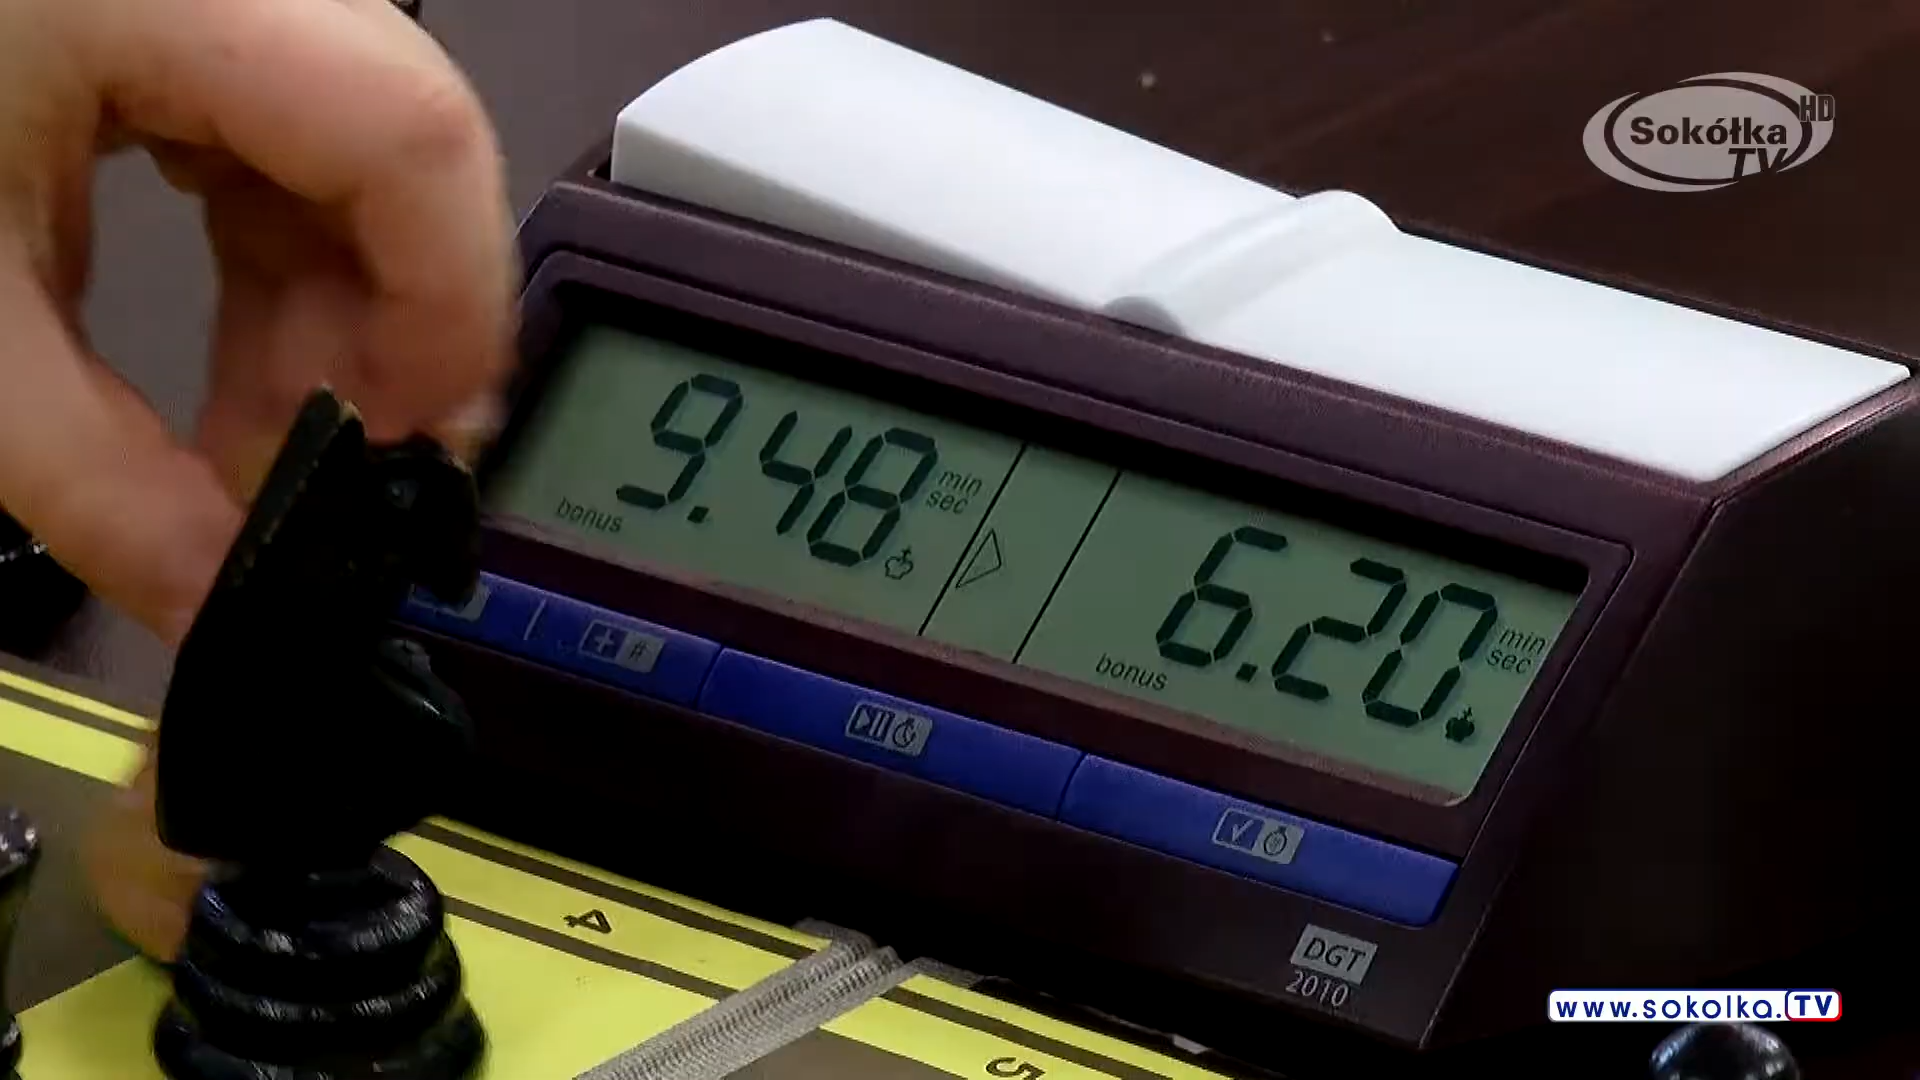 Sokółka HD
TV
9.48
min
sec
bonus
6.20
min
sec
bonus
+ #
DGT
2010
4
5
www.sokolka.TV